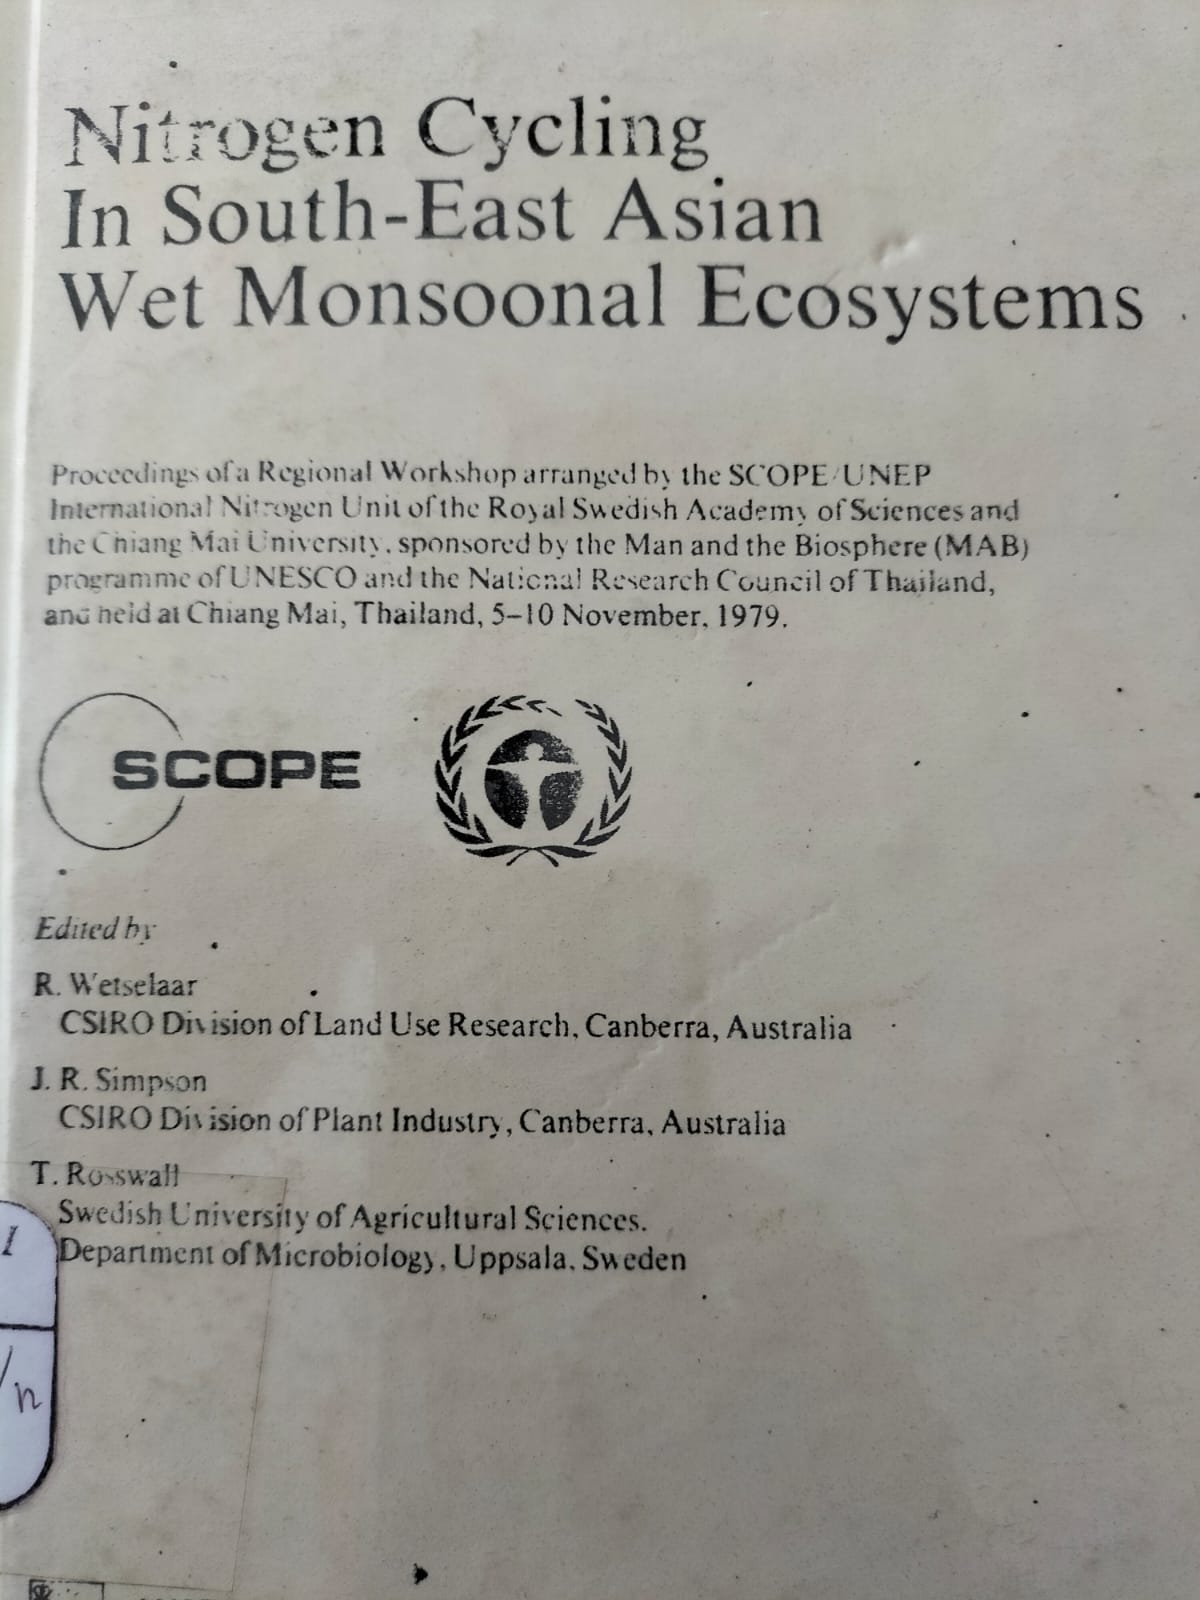 Nitrogen Cycling
In South-East Asian
Wet Monsoonal Ecosystems
Proceedings of a Regional Workshop arranged by the SCOPE/UNEP
International Nitrogen Unit of the Royal Swedish Academy of Sciences and
the Chiang Mai University, sponsored by the Man and the Biosphere (MAB)
programme of UNESCO and the National Research Council of Thailand,
and held at Chiang Mai, Thailand, 5–10 November, 1979.
SCOPE
Edited by
R. Wetselaar
CSIRO Division of Land Use Research, Canberra, Australia
J. R. Simpson
CSIRO Division of Plant Industry, Canberra, Australia
T. Rosswall
Swedish University of Agricultural Sciences.
Department of Microbiology, Uppsala, Sweden
1
/n